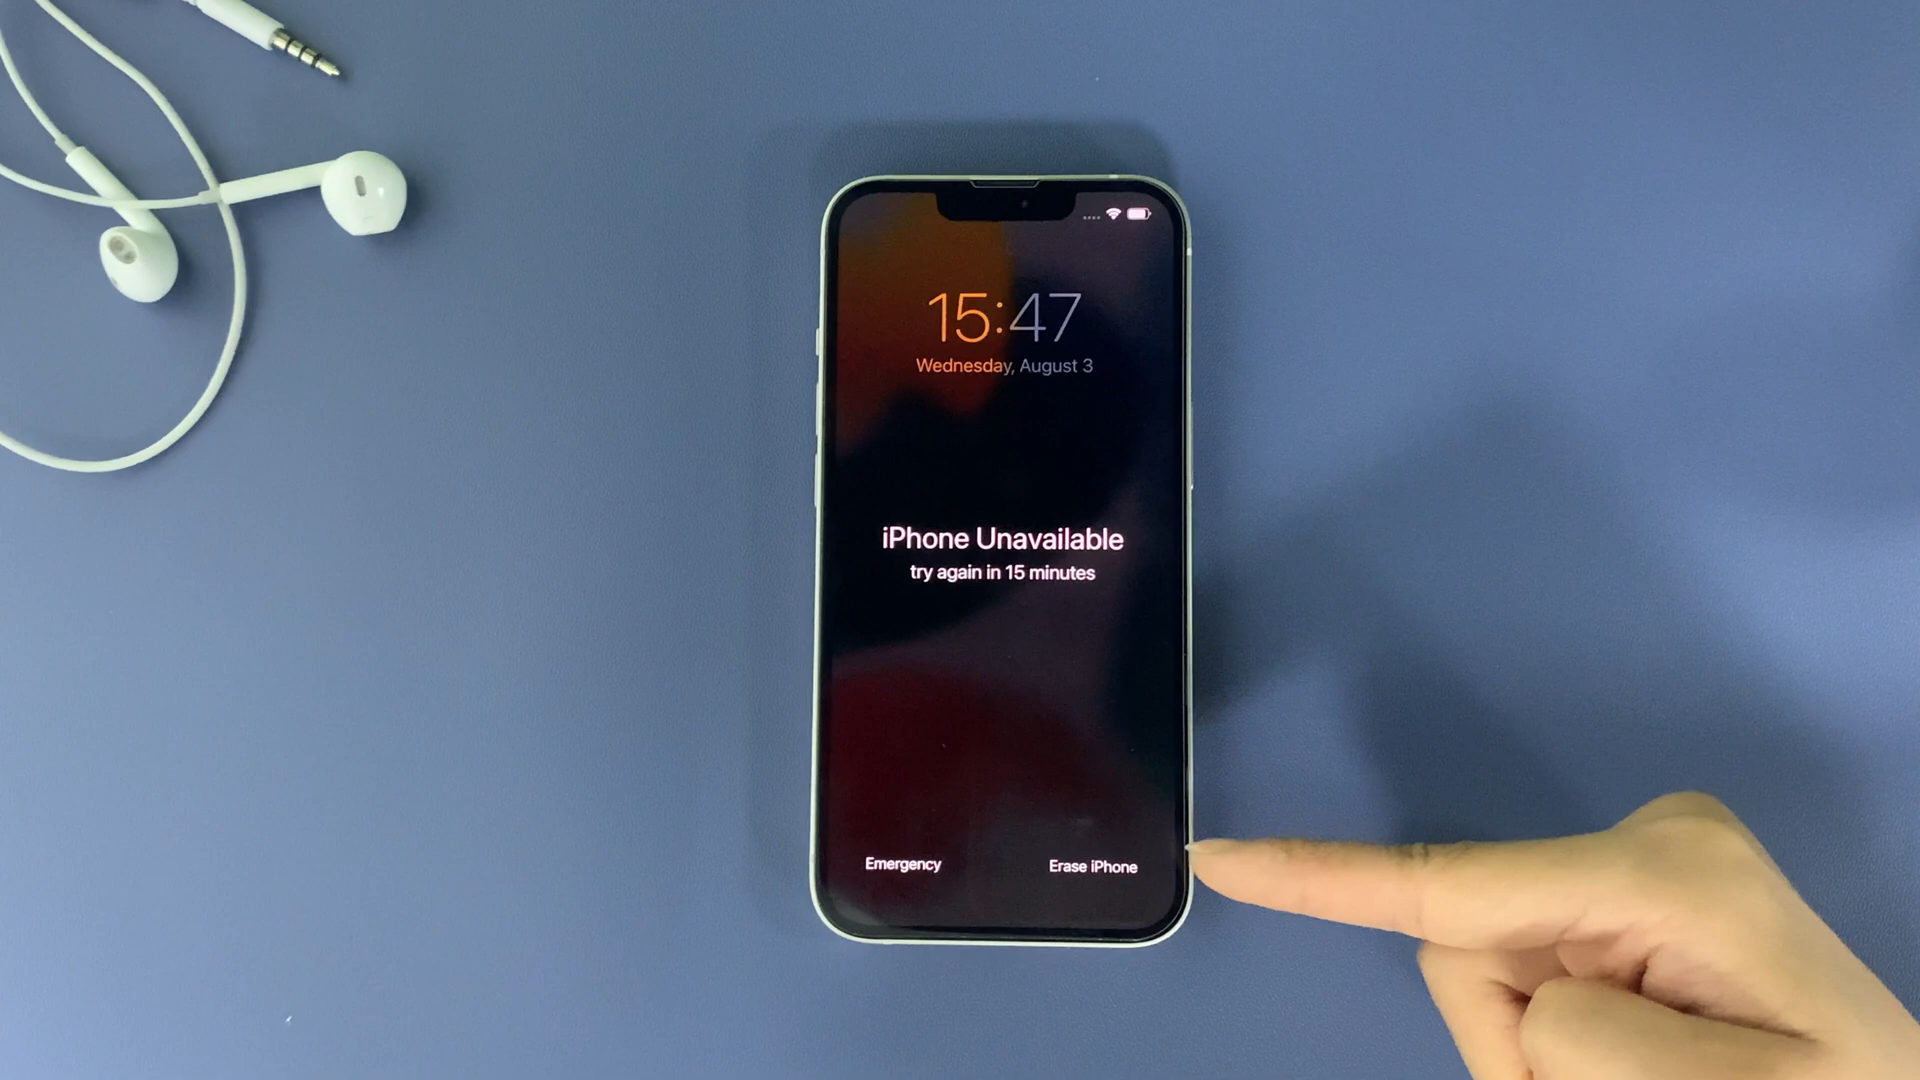 15:47
Wednesday, August 3
iPhone Unavailable
try again in 15 minutes
Emergency
Erase iPhone